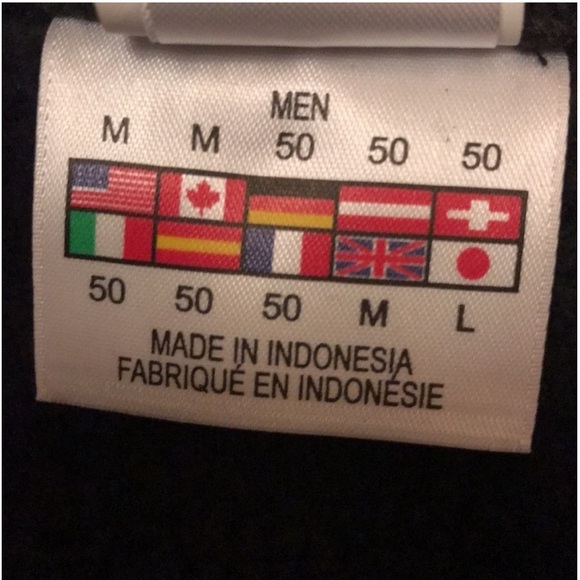 MEN
M M 50 50 50
50 50 50 M L
MADE IN INDONESIA
FABRIQUÉ EN INDONÉSIE